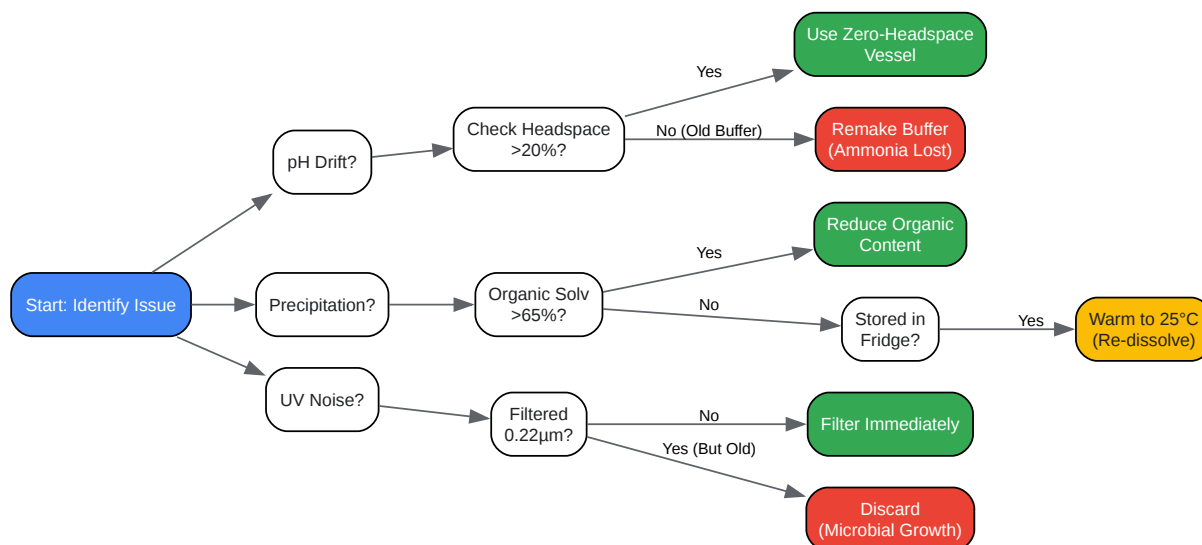 Use Zero-Headspace
Vessel
Yes
Check Headspace
>20%?
No (Old Buffer)
Remake Buffer
(Ammonia Lost)
pH Drift?
Reduce Organic
Content
Yes
Start: Identify Issue
Precipitation?
Organic Solv
>65%?
No
Stored in
Fridge?
Yes
Warm to 25°C
(Re-dissolve)
UV Noise?
Filtered
0.22µm?
No
Filter Immediately
Yes (But Old)
Discard
(Microbial Growth)